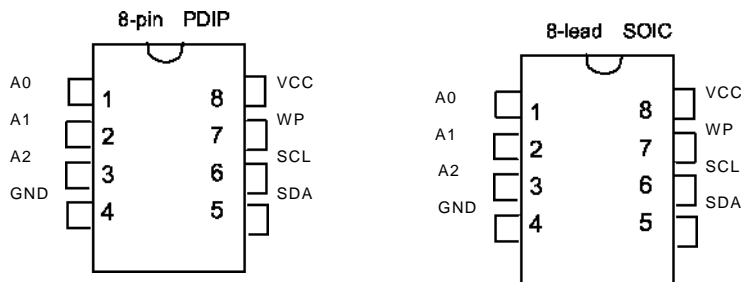 8-pin PDIP
A0
A1
A2
GND
1
2
3
4
8
7
6
5
VCC
WP
SCL
SDA
8-lead SOIC
A0
A1
A2
GND
1
2
3
4
8
7
6
5
VCC
WP
SCL
SDA